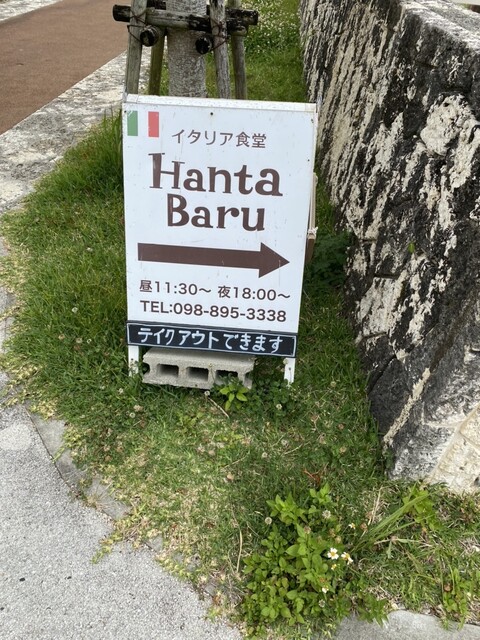 イタリア食堂
Hanta
Baru
昼11:30〜 夜18:00〜
TEL:098-895-3338
テイクアウトできます